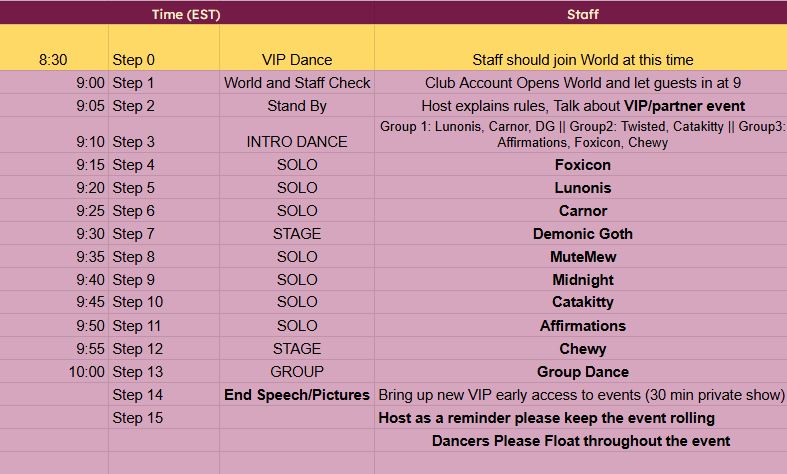 Time (EST) Staff
8:30 Step 0 VIP Dance Staff should join World at this time
9:00 Step 1 World and Staff Check Club Account Opens World and let guests in at 9
9:05 Step 2 Stand By Host explains rules, Talk about VIP/partner event
9:10 Step 3 INTRO DANCE Group 1: Lunonis, Carnor, DG || Group2: Twisted, Catakitty || Group3:
Affirmations, Foxicon, Chewy
9:15 Step 4 SOLO Foxicon
9:20 Step 5 SOLO Lunonis
9:25 Step 6 SOLO Carnor
9:30 Step 7 STAGE Demonic Goth
9:35 Step 8 SOLO MuteMew
9:40 Step 9 SOLO Midnight
9:45 Step 10 SOLO Catakitty
9:50 Step 11 SOLO Affirmations
9:55 Step 12 STAGE Chewy
10:00 Step 13 GROUP Group Dance
Step 14 End Speech/Pictures Bring up new VIP early access to events (30 min private show)
Step 15 Host as a reminder please keep the event rolling
Dancers Please Float throughout the event